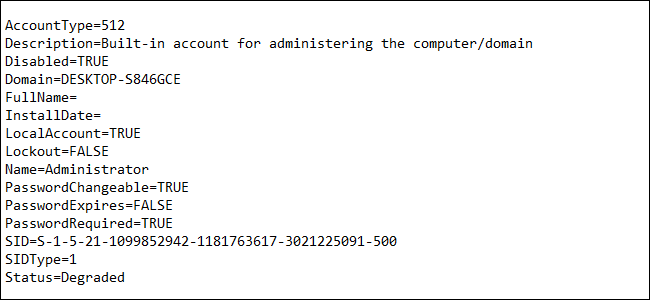 AccountType=512
Description=Built-in account for administering the computer/domain
Disabled=TRUE
Domain=DESKTOP-S846GCE
FullName=
InstallDate=
LocalAccount=TRUE
Lockout=FALSE
Name=Administrator
PasswordChangeable=TRUE
PasswordExpires=FALSE
PasswordRequired=TRUE
SID=S-1-5-21-1099852942-1181763617-3021225091-500
SIDType=1
Status=Degraded